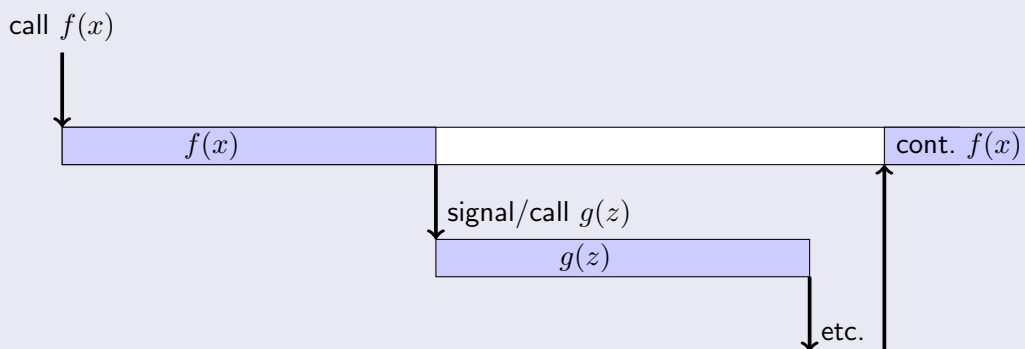 call f(x)
f(x)
cont. f(x)
signal/call g(z)
g(z)
etc.